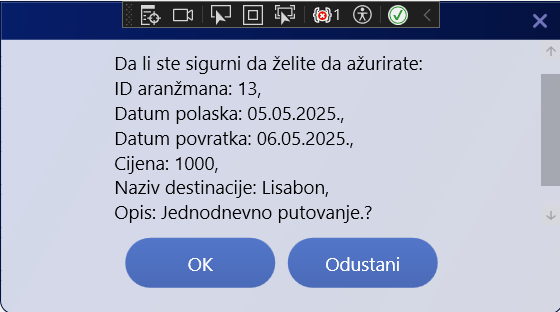 1
Da li ste sigurni da želite da ažurirate:
ID aranžmana: 13,
Datum polaska: 05.05.2025.,
Datum povratka: 06.05.2025.,
Cijena: 1000,
Naziv destinacije: Lisabon,
Opis: Jednodnevno putovanje.?
OK
Odustani